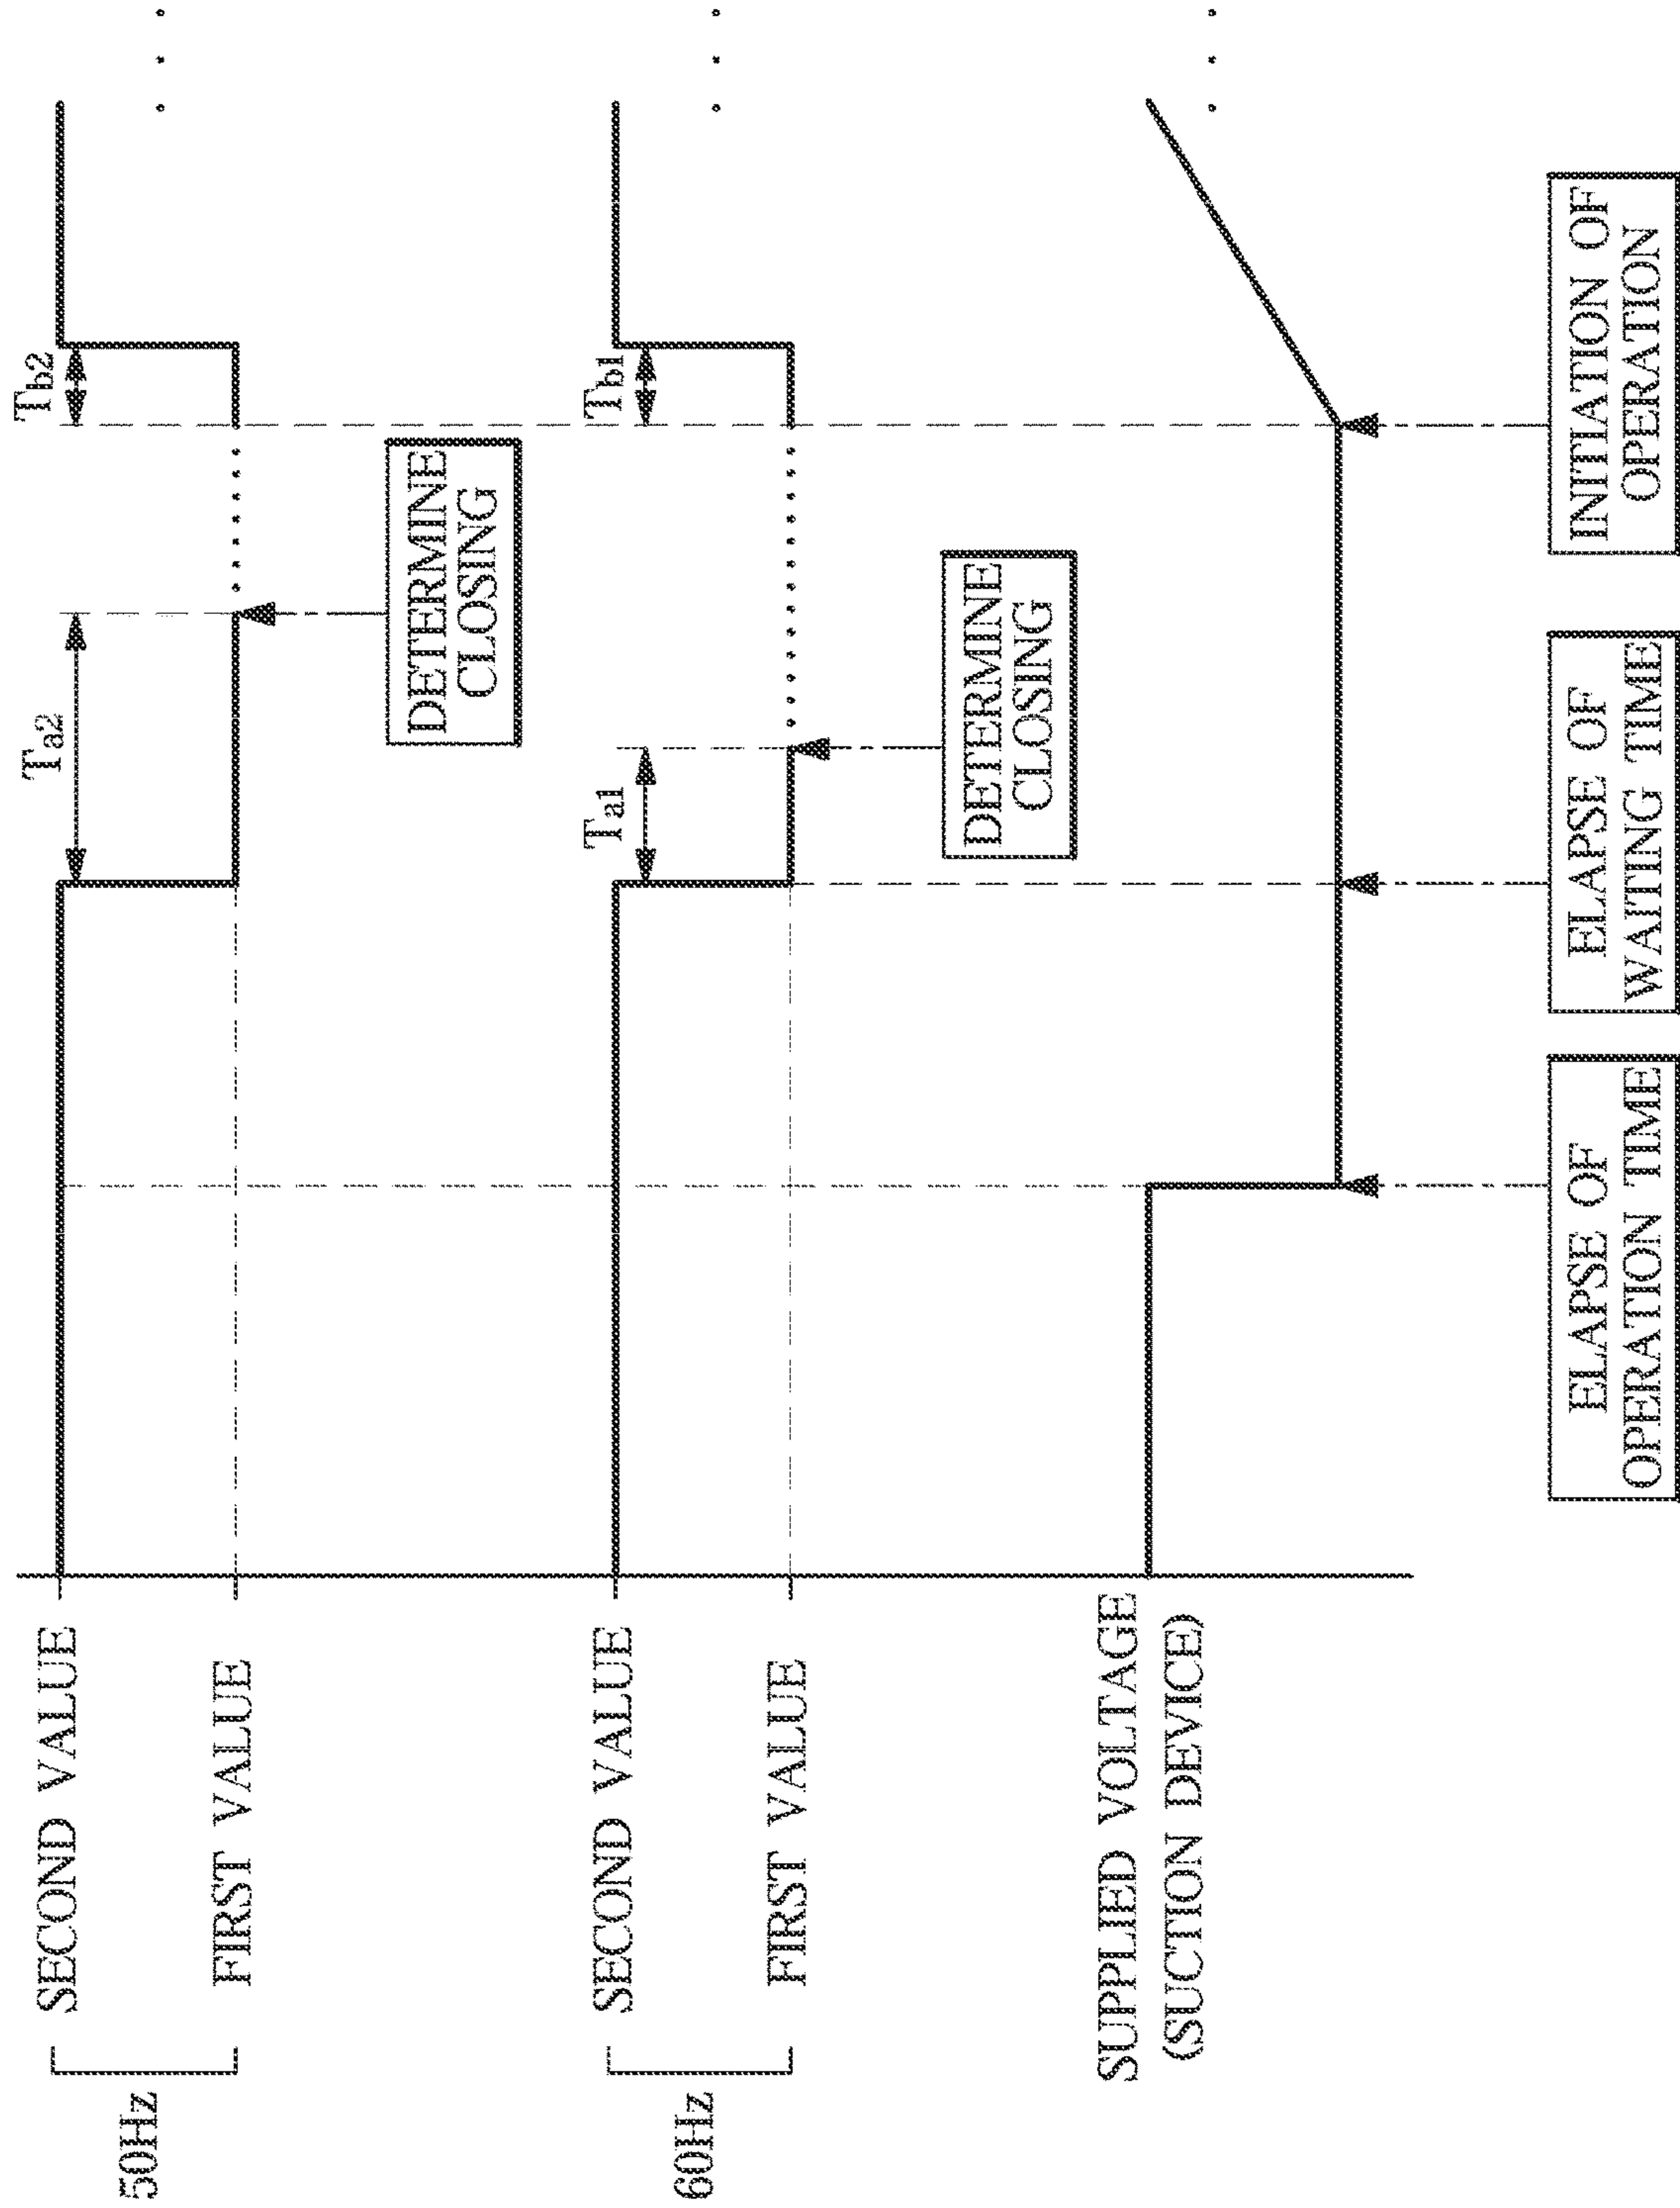 50Hz
SECOND VALUE
FIRST VALUE
Ta2
Tb2
DETERMINE
CLOSING
60Hz
SECOND VALUE
FIRST VALUE
Ta1
Tb1
DETERMINE
CLOSING
SUPPLIED VOLTAGE
(SUCTION DEVICE)
ELAPSE OF
OPERATION TIME
ELAPSE OF
WAITING TIME
INITIATION OF
OPERATION